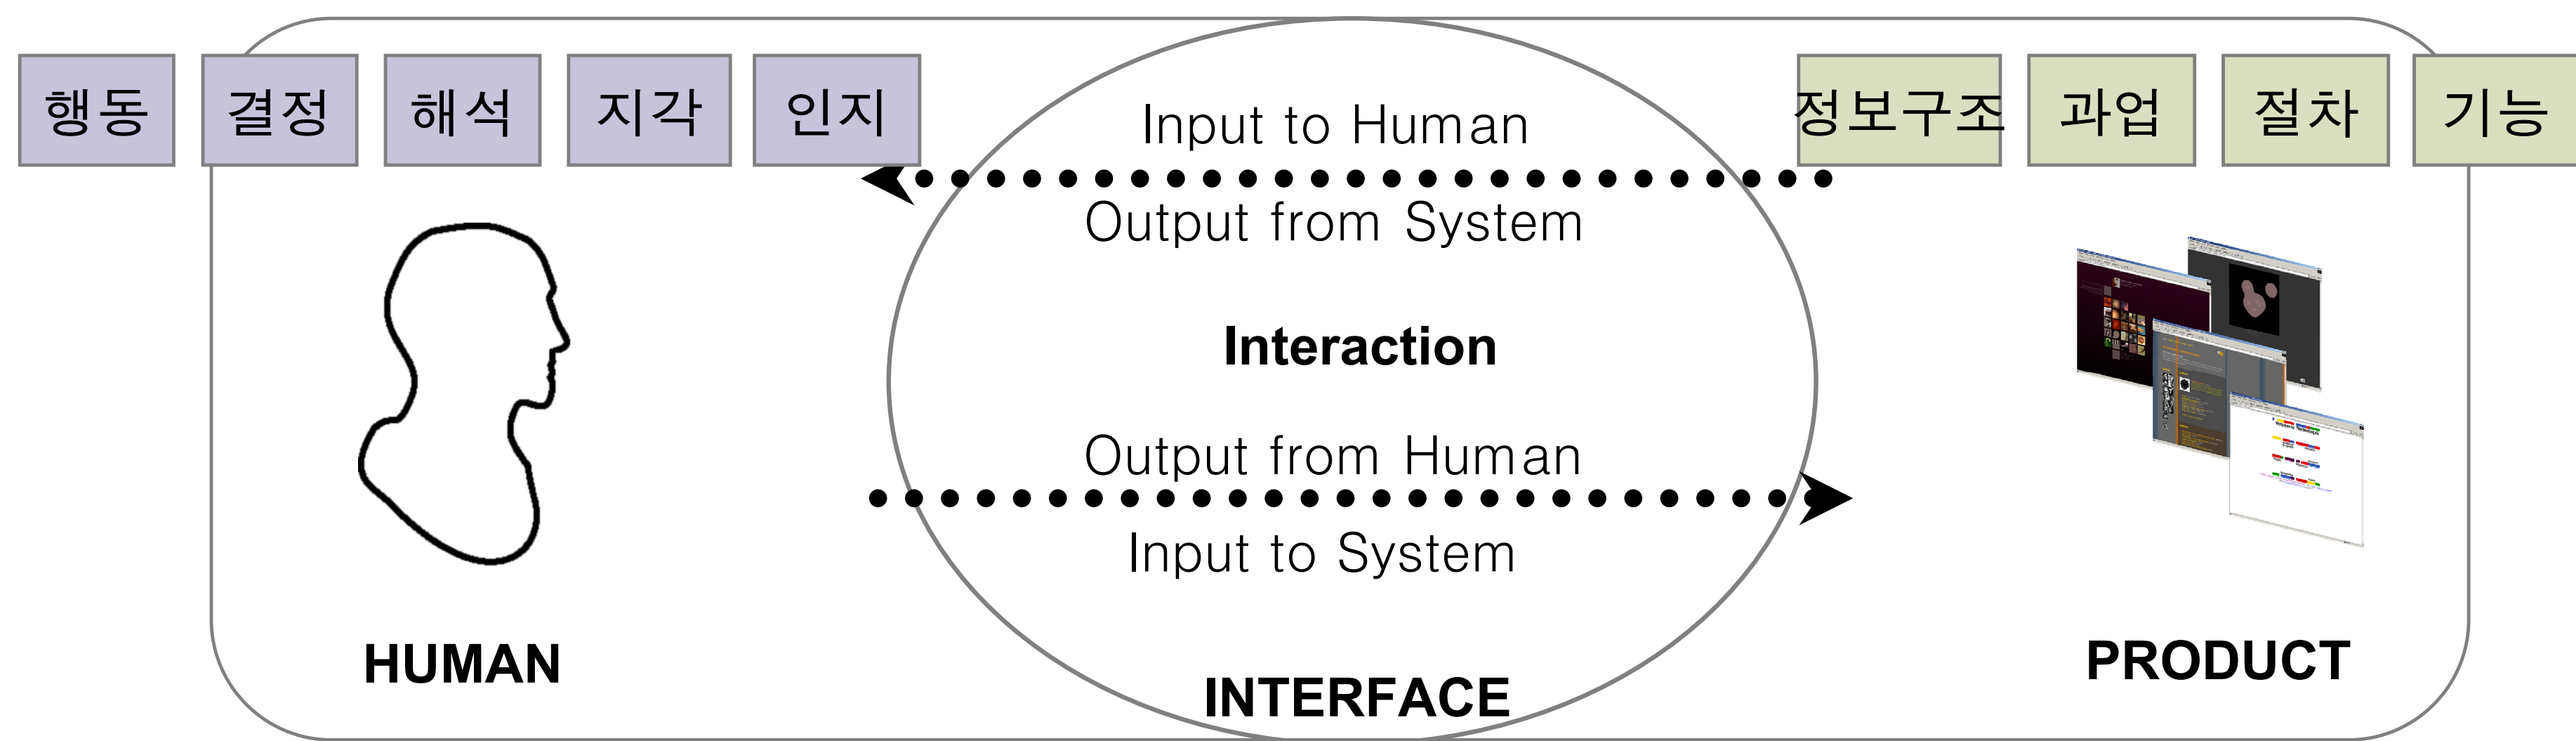 행동 결정 해석 지각 인지 정보구조 과업 절차 기능
Input to Human
Output from System
Interaction
Output from Human
Input to System
HUMAN
INTERFACE
PRODUCT